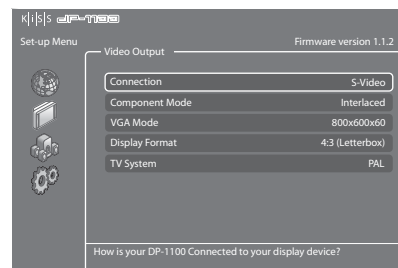 KiSS DP-1100
Set-up Menu
Firmware version 1.1.2
Video Output
Connection S-Video
Component Mode Interlaced
VGA Mode 800x600x60
Display Format 4:3 (Letterbox)
TV System PAL
How is your DP-1100 Connected to your display device?